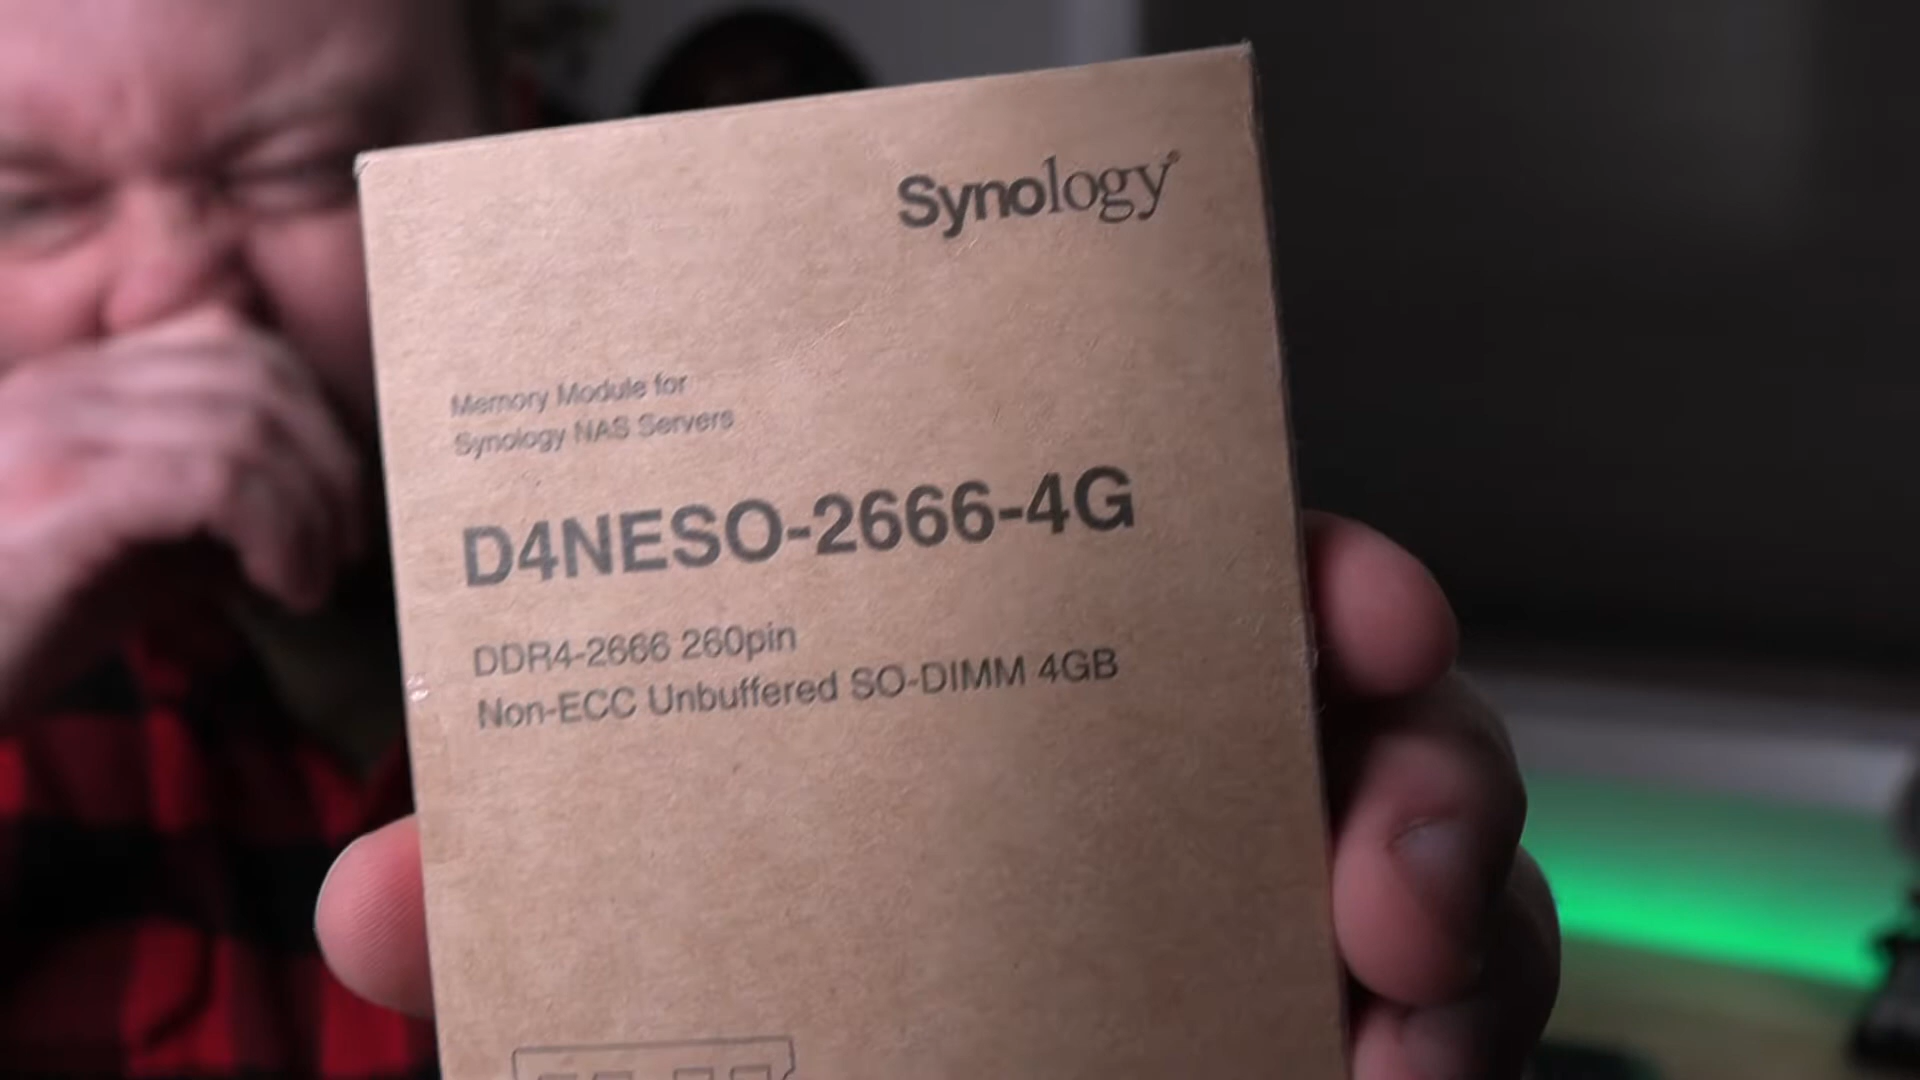 Synology®
Memory Module for
Synology NAS Servers
D4NESO-2666-4G
DDR4-2666 260pin
Non-ECC Unbuffered SO-DIMM 4GB